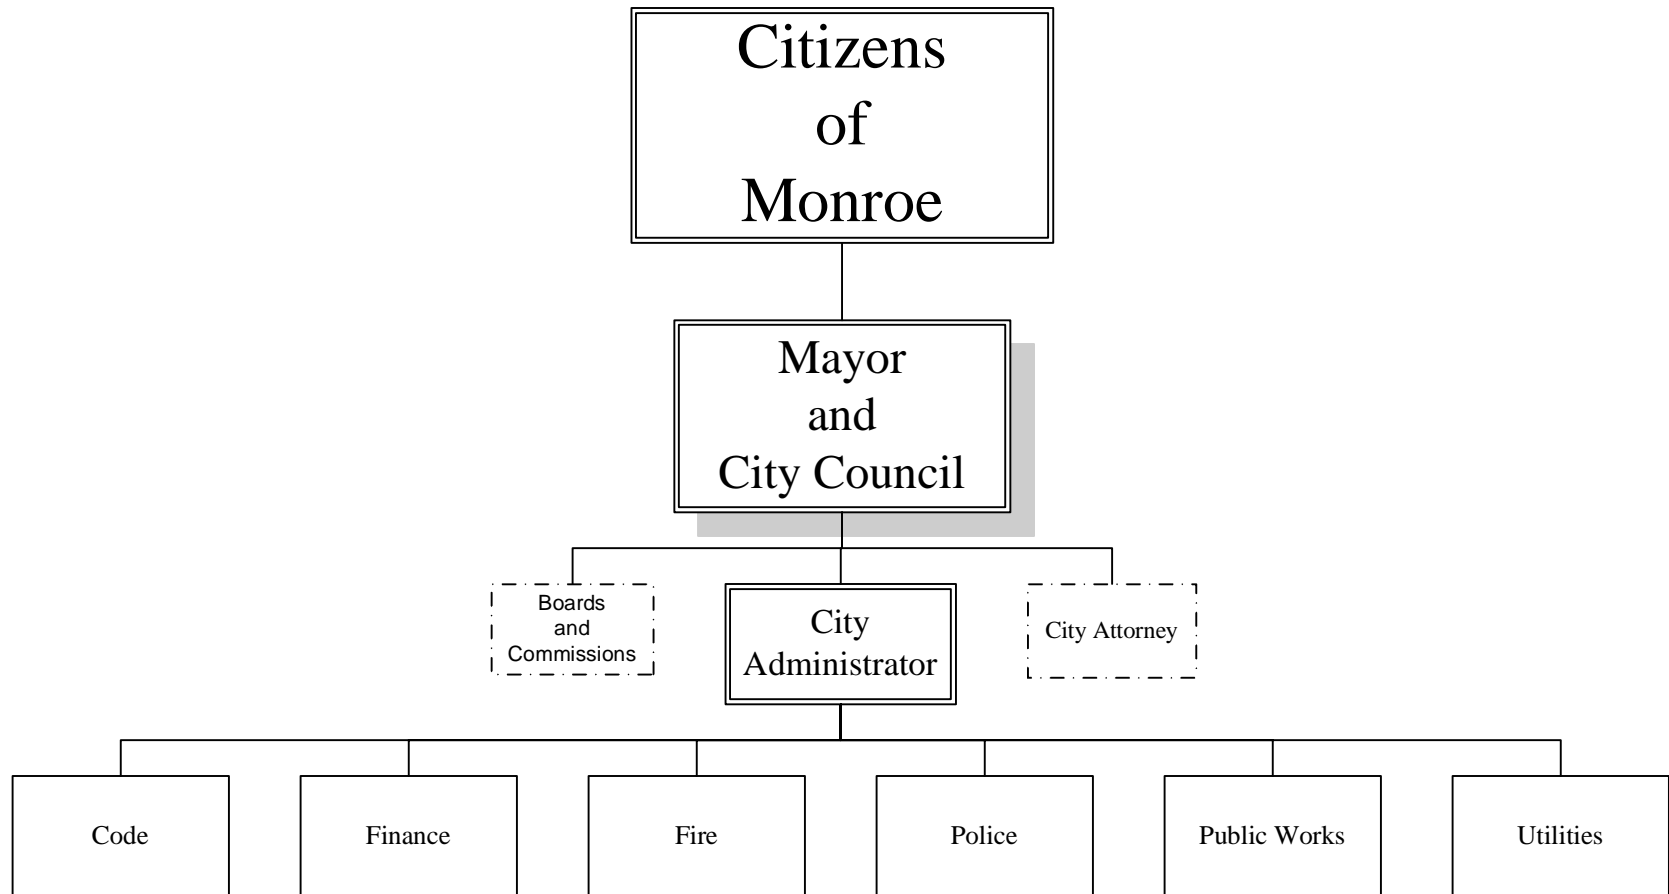 Citizens
of
Monroe
Mayor
and
City Council
Boards
and
Commissions
City
Administrator
City Attorney
Code
Finance
Fire
Police
Public Works
Utilities